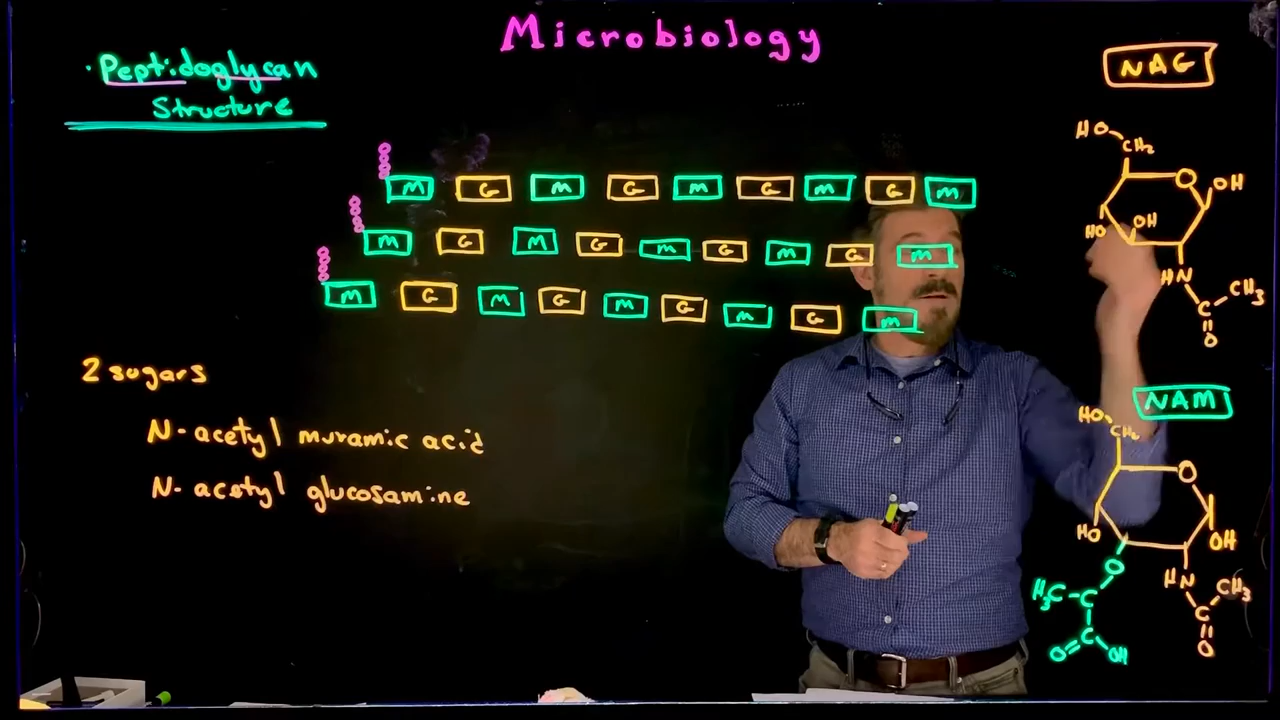 Microbiology
· Peptidoglycan
Structure
M G M G M G M G M
M G M G M G M G M
M G M G M G M G M
2 sugars
N-acetyl muramic acid
N-acetyl glucosamine
NAG
HO
CH₂
O
OH
HO
OH
HN
C
CH₃
O
NAM
HO
CH₂
O
HO
OH
O
HN
CH₃
H₃C
C
C
C
O
OH
O